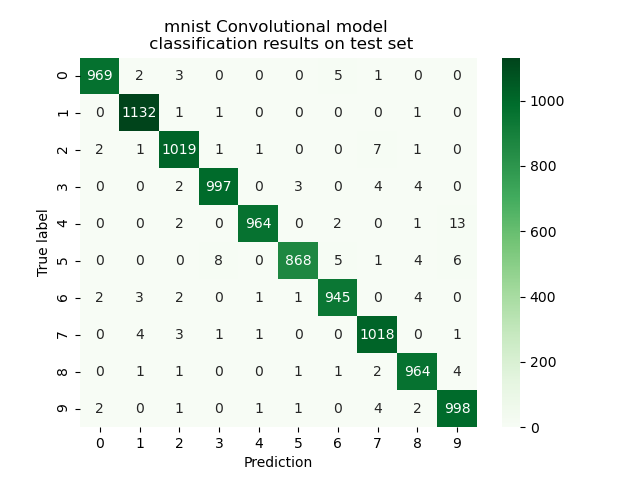 mnist Convolutional model
classification results on test set
0 969 2 3 0 0 0 5 1 0 0
1 0 1132 1 1 0 0 0 0 1 0
2 2 1 1019 1 1 0 0 7 1 0
3 0 0 2 997 0 3 0 4 4 0
4 0 0 2 0 964 0 2 0 1 13
5 0 0 0 8 0 868 5 1 4 6
6 2 3 2 0 1 1 945 0 4 0
7 0 4 3 1 1 0 0 1018 0 1
8 0 1 1 0 0 1 1 2 964 4
9 2 0 1 0 1 1 0 4 2 998
0 1 2 3 4 5 6 7 8 9
Prediction
True label
1000
800
600
400
200
0